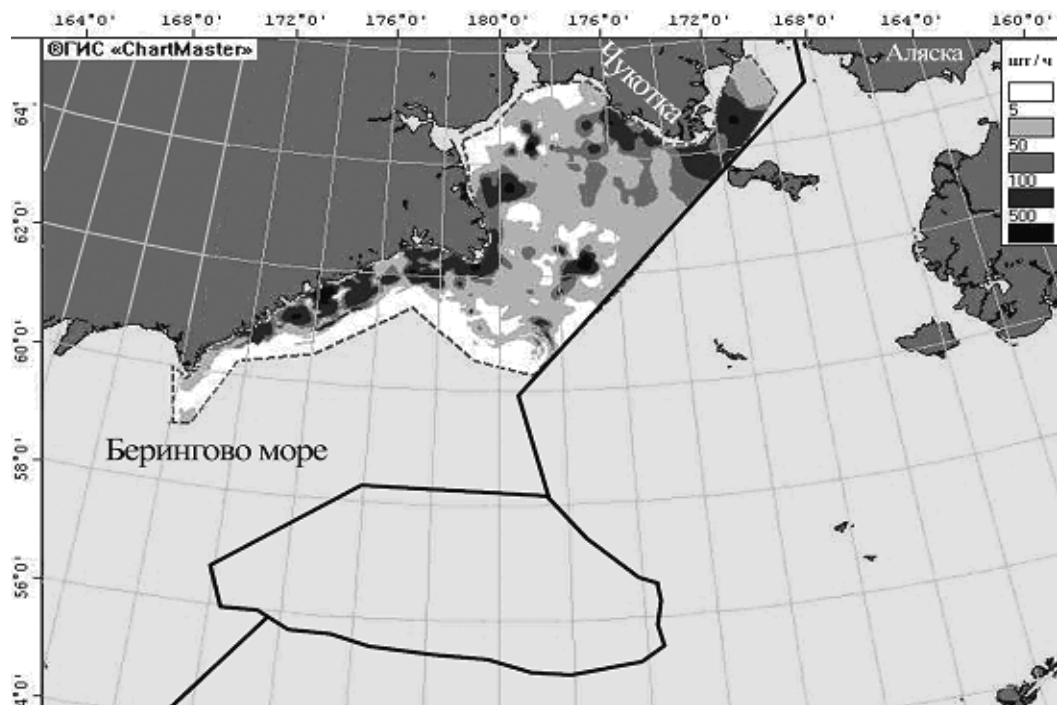 164°0' 168°0' 172°0' 176°0' 180°0' 176°0' 172°0' 168°0' 164°0' 160°0'
©ГИС «ChartMaster»
Чукотка
Аляска
шт / ч
5
50
100
500
64°
62°0'
60°0'
58°0'
56°0'
4°0'
Берингово море